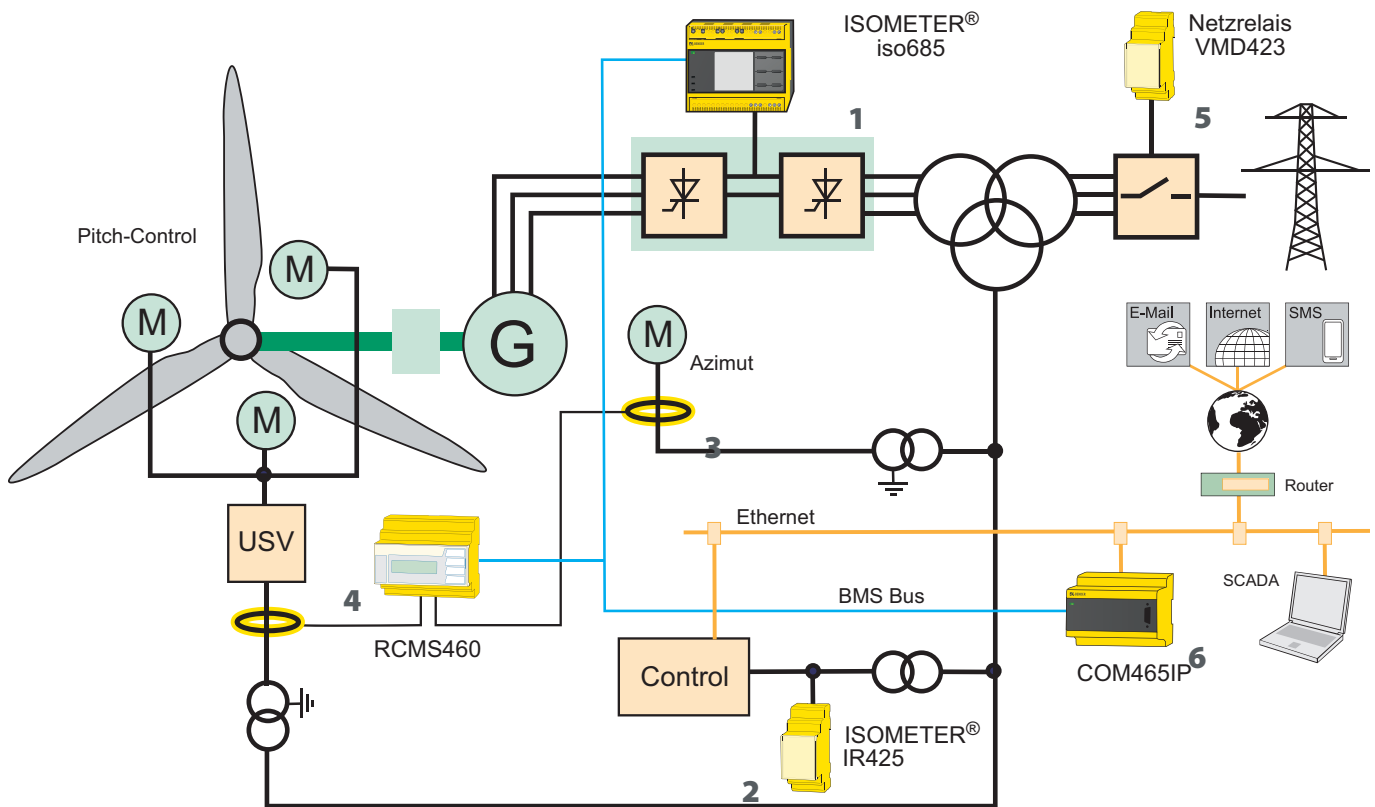 ISOMETER®
iso685
Netzrelais
VMD423
1
5
Pitch-Control
M
M
M
G
M
Azimut
E-Mail
Internet
SMS
3
Router
Ethernet
USV
4
RCMS460
BMS Bus
SCADA
COM465IP
6
Control
ISOMETER®
IR425
2